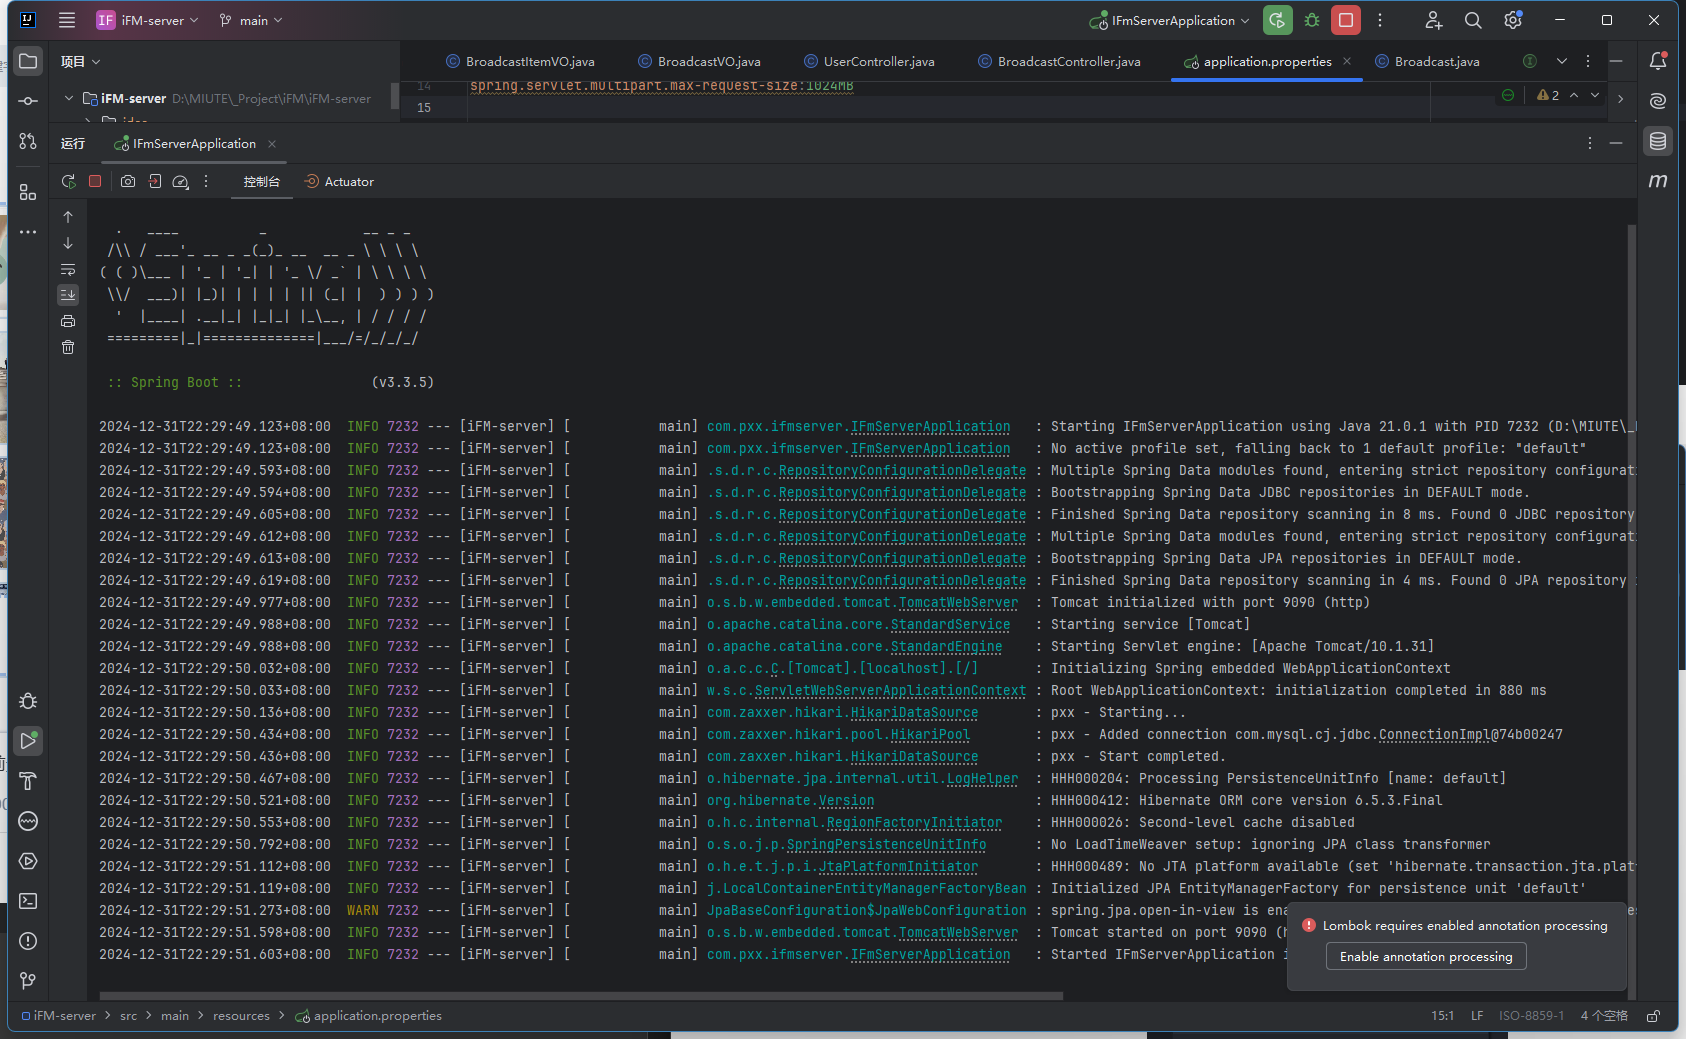 IJ
IF iFM-server main IFmServerApplication
项目
BroadcastItemVO.java BroadcastVO.java UserController.java BroadcastController.java application.properties Broadcast.java
14 spring.servlet.multipart.max-request-size:1024MB
iFM-server D:\MIUTE\_Project\iFM\iFM-server
15
2
运行 IFmServerApplication
控制台 Actuator
m
  .   ____          _            __ _ _
 /\\ / ___'_ __ _ _(_)_ __  __ _ \ \ \ \
( ( )\___ | '_ | '_| | '_ \/ _` | \ \ \ \
 \\/  ___)| |_)| | | | | || (_| |  ) ) ) )
  '  |____| .__|_| |_|_| |_\__, | / / / /
 =========|_|==============|___/=/_/_/_/
 :: Spring Boot ::                (v3.3.5)
2024-12-31T22:29:49.123+08:00  INFO 7232 --- [iFM-server] [           main] com.pxx.ifmserver.IFmServerApplication   : Starting IFmServerApplication using Java 21.0.1 with PID 7232 (D:\MIUTE\_
2024-12-31T22:29:49.123+08:00  INFO 7232 --- [iFM-server] [           main] com.pxx.ifmserver.IFmServerApplication   : No active profile set, falling back to 1 default profile: "default"
2024-12-31T22:29:49.593+08:00  INFO 7232 --- [iFM-server] [           main] .s.d.r.c.RepositoryConfigurationDelegate : Multiple Spring Data modules found, entering strict repository configurat
2024-12-31T22:29:49.594+08:00  INFO 7232 --- [iFM-server] [           main] .s.d.r.c.RepositoryConfigurationDelegate : Bootstrapping Spring Data JDBC repositories in DEFAULT mode.
2024-12-31T22:29:49.605+08:00  INFO 7232 --- [iFM-server] [           main] .s.d.r.c.RepositoryConfigurationDelegate : Finished Spring Data repository scanning in 8 ms. Found 0 JDBC repository
2024-12-31T22:29:49.612+08:00  INFO 7232 --- [iFM-server] [           main] .s.d.r.c.RepositoryConfigurationDelegate : Multiple Spring Data modules found, entering strict repository configurat
2024-12-31T22:29:49.613+08:00  INFO 7232 --- [iFM-server] [           main] .s.d.r.c.RepositoryConfigurationDelegate : Bootstrapping Spring Data JPA repositories in DEFAULT mode.
2024-12-31T22:29:49.619+08:00  INFO 7232 --- [iFM-server] [           main] .s.d.r.c.RepositoryConfigurationDelegate : Finished Spring Data repository scanning in 4 ms. Found 0 JPA repository
2024-12-31T22:29:49.977+08:00  INFO 7232 --- [iFM-server] [           main] o.s.b.w.embedded.tomcat.TomcatWebServer  : Tomcat initialized with port 9090 (http)
2024-12-31T22:29:49.988+08:00  INFO 7232 --- [iFM-server] [           main] o.apache.catalina.core.StandardService   : Starting service [Tomcat]
2024-12-31T22:29:49.988+08:00  INFO 7232 --- [iFM-server] [           main] o.apache.catalina.core.StandardEngine    : Starting Servlet engine: [Apache Tomcat/10.1.31]
2024-12-31T22:29:50.032+08:00  INFO 7232 --- [iFM-server] [           main] o.a.c.c.C.[Tomcat].[localhost].[/]       : Initializing Spring embedded WebApplicationContext
2024-12-31T22:29:50.033+08:00  INFO 7232 --- [iFM-server] [           main] w.s.c.ServletWebServerApplicationContext : Root WebApplicationContext: initialization completed in 880 ms
2024-12-31T22:29:50.136+08:00  INFO 7232 --- [iFM-server] [           main] com.zaxxer.hikari.HikariDataSource       : pxx - Starting...
2024-12-31T22:29:50.434+08:00  INFO 7232 --- [iFM-server] [           main] com.zaxxer.hikari.pool.HikariPool        : pxx - Added connection com.mysql.cj.jdbc.ConnectionImpl@74b00247
2024-12-31T22:29:50.436+08:00  INFO 7232 --- [iFM-server] [           main] com.zaxxer.hikari.HikariDataSource       : pxx - Start completed.
2024-12-31T22:29:50.467+08:00  INFO 7232 --- [iFM-server] [           main] o.hibernate.jpa.internal.util.LogHelper  : HHH000204: Processing PersistenceUnitInfo [name: default]
2024-12-31T22:29:50.521+08:00  INFO 7232 --- [iFM-server] [           main] org.hibernate.Version                    : HHH000412: Hibernate ORM core version 6.5.3.Final
2024-12-31T22:29:50.553+08:00  INFO 7232 --- [iFM-server] [           main] o.h.c.internal.RegionFactoryInitiator    : HHH000026: Second-level cache disabled
2024-12-31T22:29:50.792+08:00  INFO 7232 --- [iFM-server] [           main] o.s.o.j.p.SpringPersistenceUnitInfo      : No LoadTimeWeaver setup: ignoring JPA class transformer
2024-12-31T22:29:51.112+08:00  INFO 7232 --- [iFM-server] [           main] o.h.e.t.j.p.i.JtaPlatformInitiator       : HHH000489: No JTA platform available (set 'hibernate.transaction.jta.plat
2024-12-31T22:29:51.119+08:00  INFO 7232 --- [iFM-server] [           main] j.LocalContainerEntityManagerFactoryBean : Initialized JPA EntityManagerFactory for persistence unit 'default'
2024-12-31T22:29:51.273+08:00  WARN 7232 --- [iFM-server] [           main] JpaBaseConfiguration$JpaWebConfiguration : spring.jpa.open-in-view is ena
2024-12-31T22:29:51.598+08:00  INFO 7232 --- [iFM-server] [           main] o.s.b.w.embedded.tomcat.TomcatWebServer  : Tomcat started on port 9090 (
2024-12-31T22:29:51.603+08:00  INFO 7232 --- [iFM-server] [           main] com.pxx.ifmserver.IFmServerApplication   : Started IFmServerApplication
Lombok requires enabled annotation processing
Enable annotation processing
iFM-server > src > main > resources > application.properties 15:1 LF ISO-8859-1 4 个空格